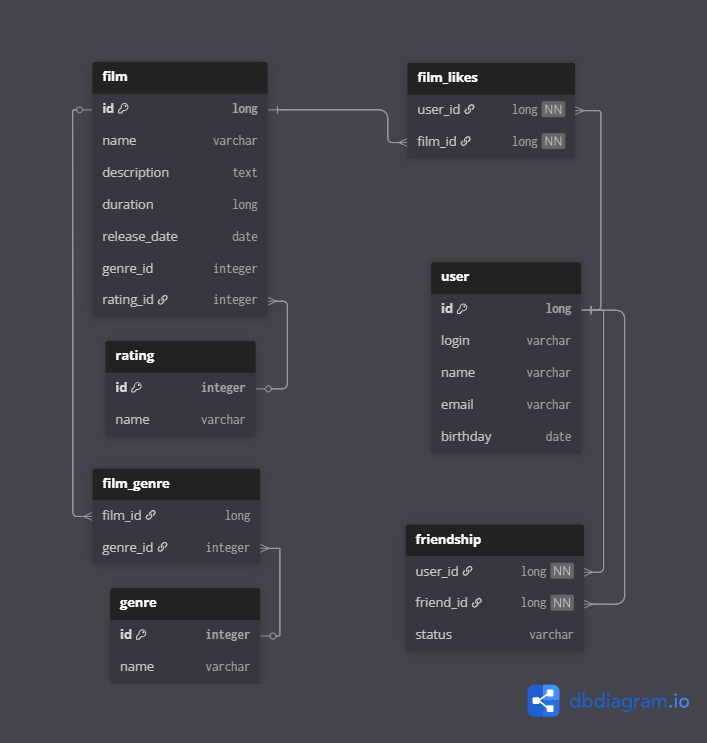 film
id long
name varchar
description text
duration long
release_date date
genre_id integer
rating_id integer
rating
id integer
name varchar
film_genre
film_id long
genre_id integer
genre
id integer
name varchar
film_likes
user_id long NN
film_id long NN
user
id long
login varchar
name varchar
email varchar
birthday date
friendship
user_id long NN
friend_id long NN
status varchar
dbdiagram.io